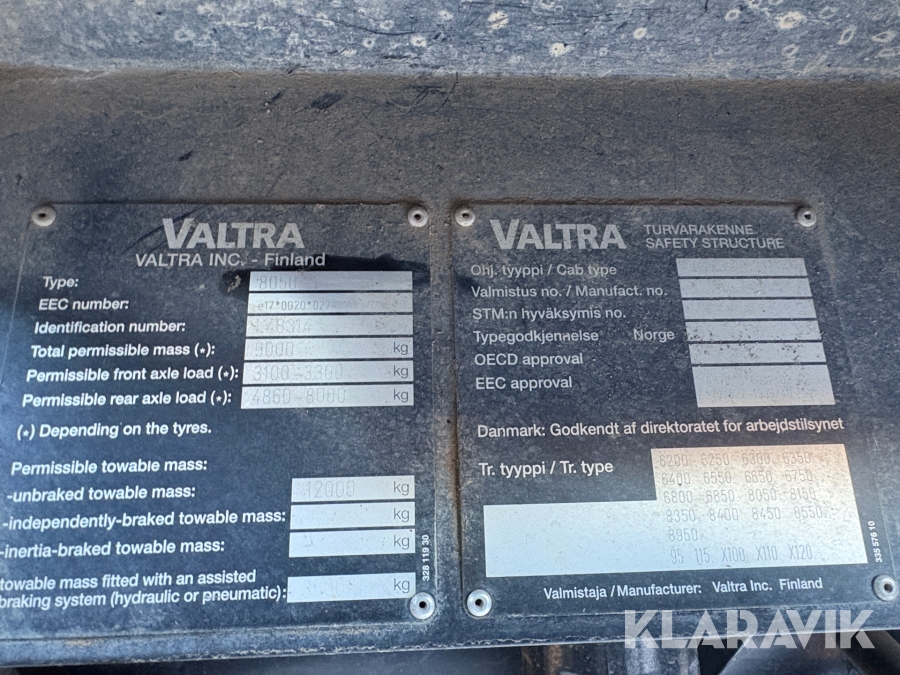 VALTRA
VALTRA INC. - Finland
Type: 8050
EEC number: e17*0020*02
Identification number: L48314
Total permissible mass (*): 9000 kg
Permissible front axle load (*): 3100-3300 kg
Permissible rear axle load (*): 4860-8000 kg
(*) Depending on the tyres.
Permissible towable mass:
-unbraked towable mass: 12000 kg
-independently-braked towable mass: kg
-inertia-braked towable mass: kg
towable mass fitted with an assisted
braking system (hydraulic or pneumatic): kg
328 119 30
VALTRA
TURVARAKENNE
SAFETY STRUCTURE
Ohj. tyyppi / Cab type
Valmistus no. / Manufact. no.
STM:n hyväksymis no.
Typegodkjennelse Norge
OECD approval
EEC approval
Danmark: Godkendt af direktoratet for arbejdstilsynet
Tr. tyyppi / Tr. type
6200 6250 6300 6350
6400 6550 6650 6750
6800 6850 8050 8150
8350 8400 8450 8550
8950
95 115 X100 X110 X120
335 576 10
Valmistaja / Manufacturer: Valtra Inc. Finland
KLARAVIK